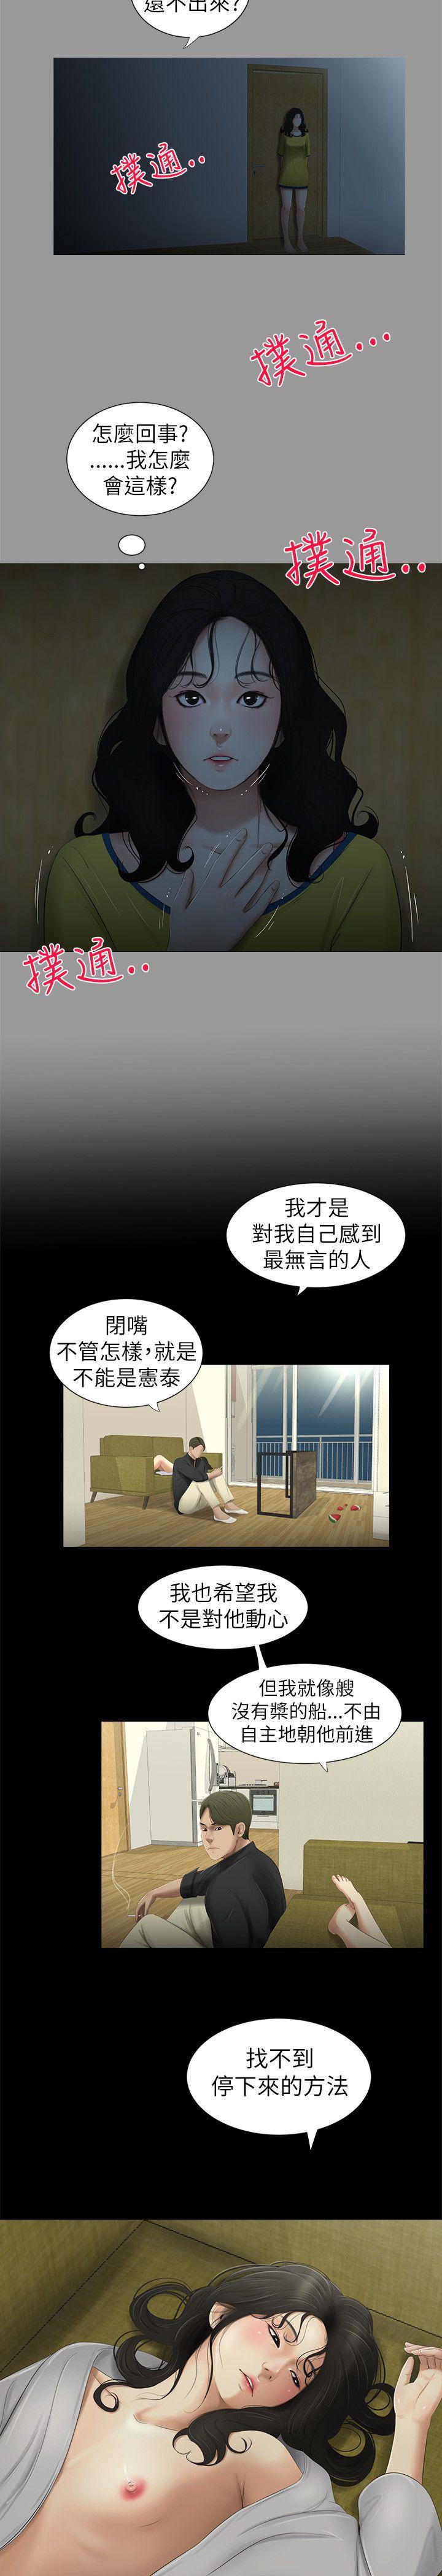 還不出來?
撲通..
撲通...
怎麼回事?
......我怎麼
會這樣?
撲通..
撲通..
我才是
對我自己感到
最無言的人
閉嘴
不管怎樣,就是
不能是憲泰
我也希望我
不是對他動心
但我就像艘
沒有槳的船...不由
自主地朝他前進
找不到
停下來的方法